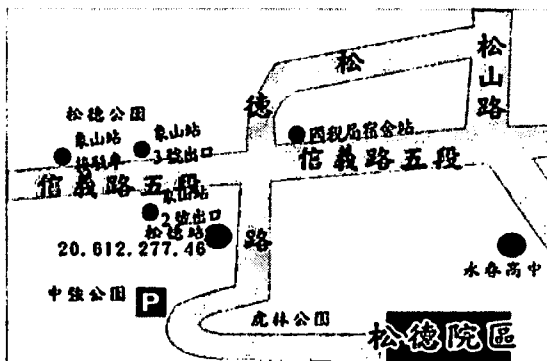 松
松山路
德
松德公園
象山站
接駁車
象山站
3號出口
國稅局宿舍站
信義路五段
信義路五段
象山站
2號出口
松德站
20.612.277.46
路
永春高中
中強公園
P
虎林公園
松德院區